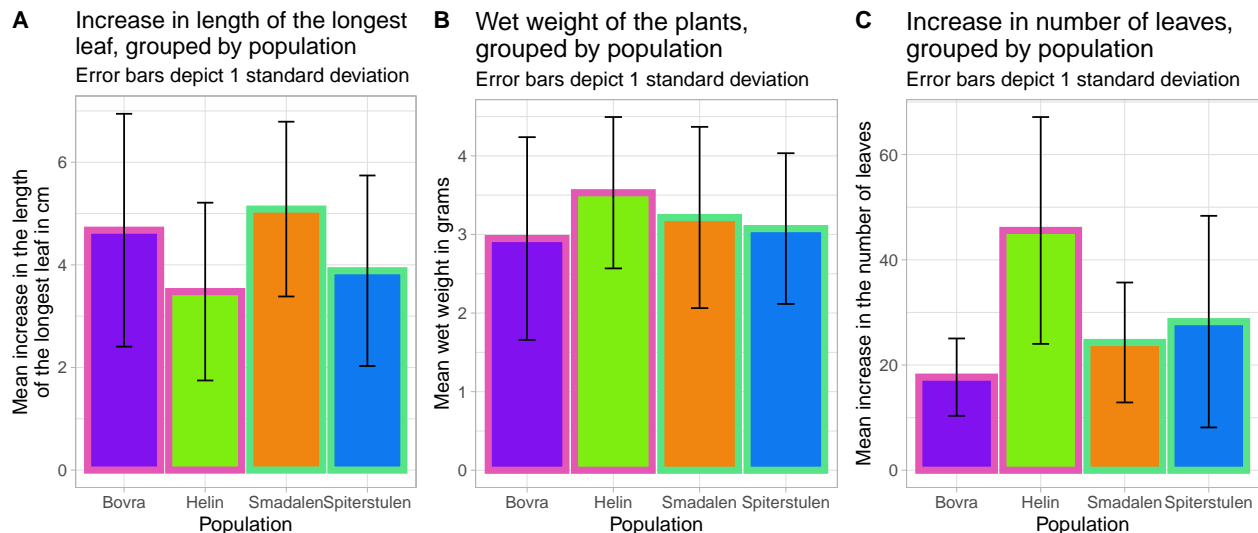 A
Increase in length of the longest
leaf, grouped by population
Error bars depict 1 standard deviation
Mean increase in the length
of the longest leaf in cm
6
4
2
0
Bovra Helin Smadalen Spiterstulen
Population
B
Wet weight of the plants,
grouped by population
Error bars depict 1 standard deviation
Mean wet weight in grams
4
3
2
1
0
Bovra Helin Smadalen Spiterstulen
Population
C
Increase in number of leaves,
grouped by population
Error bars depict 1 standard deviation
Mean increase in the number of leaves
60
40
20
0
Bovra Helin Smadalen Spiterstulen
Population